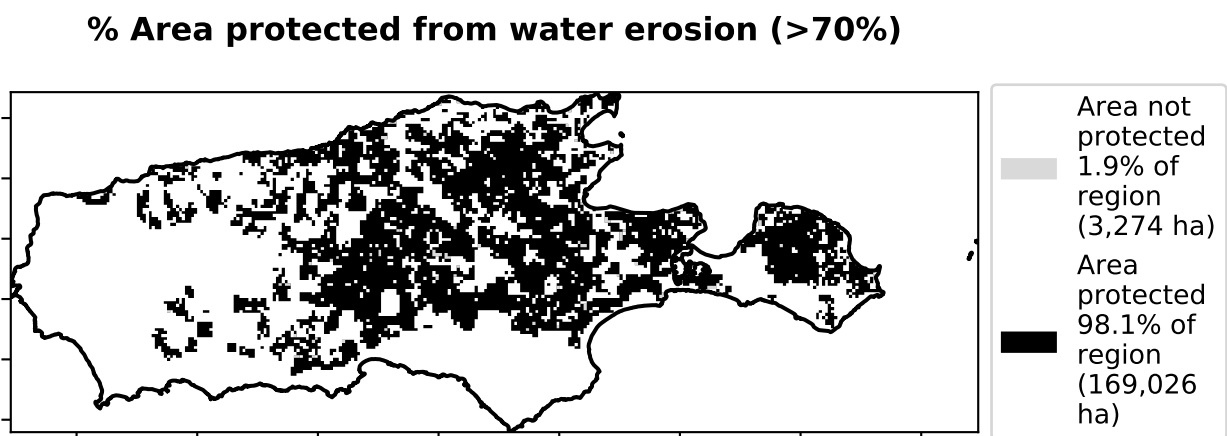 % Area protected from water erosion (>70%)
Area not
protected
1.9% of
region
(3,274 ha)
Area
protected
98.1% of
region
(169,026
ha)